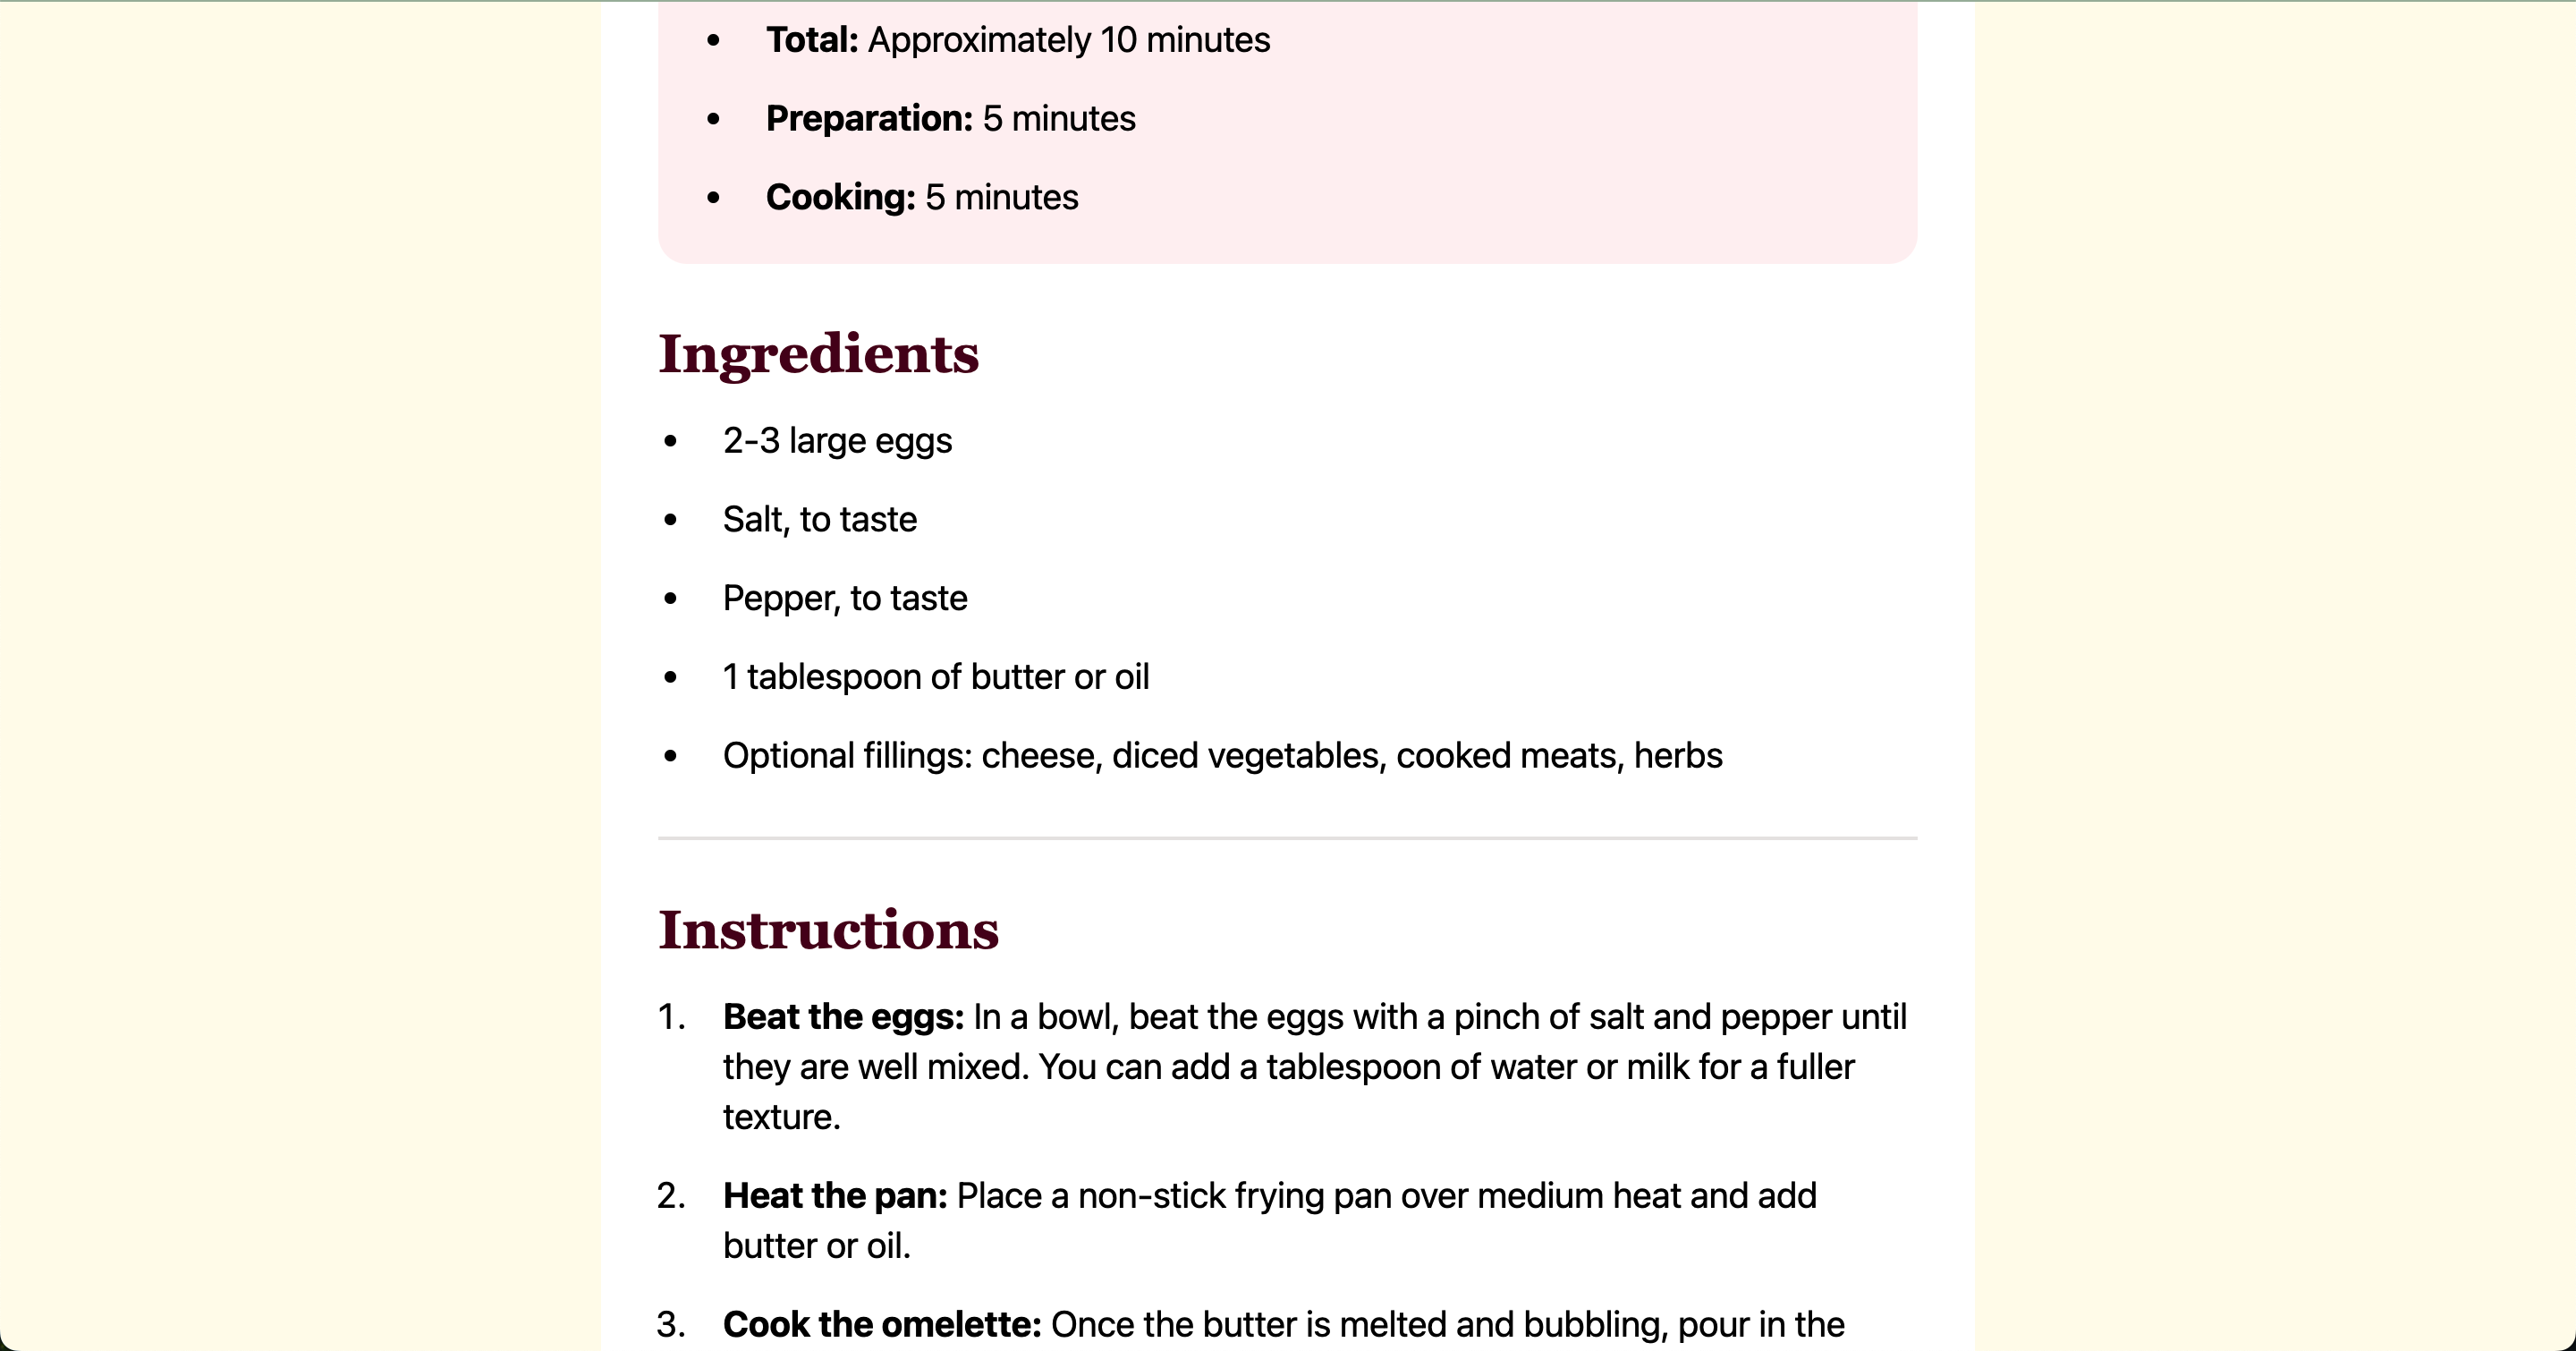 • Total: Approximately 10 minutes
• Preparation: 5 minutes
• Cooking: 5 minutes
Ingredients
• 2-3 large eggs
• Salt, to taste
• Pepper, to taste
• 1 tablespoon of butter or oil
• Optional fillings: cheese, diced vegetables, cooked meats, herbs
Instructions
1. Beat the eggs: In a bowl, beat the eggs with a pinch of salt and pepper until
they are well mixed. You can add a tablespoon of water or milk for a fuller
texture.
2. Heat the pan: Place a non-stick frying pan over medium heat and add
butter or oil.
3. Cook the omelette: Once the butter is melted and bubbling, pour in the